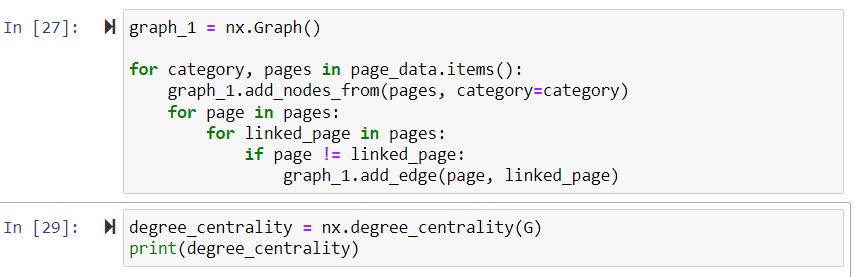 In [27]: graph_1 = nx.Graph()
for category, pages in page_data.items():
    graph_1.add_nodes_from(pages, category=category)
    for page in pages:
        for linked_page in pages:
            if page != linked_page:
                graph_1.add_edge(page, linked_page)
In [29]: degree_centrality = nx.degree_centrality(G)
print(degree_centrality)